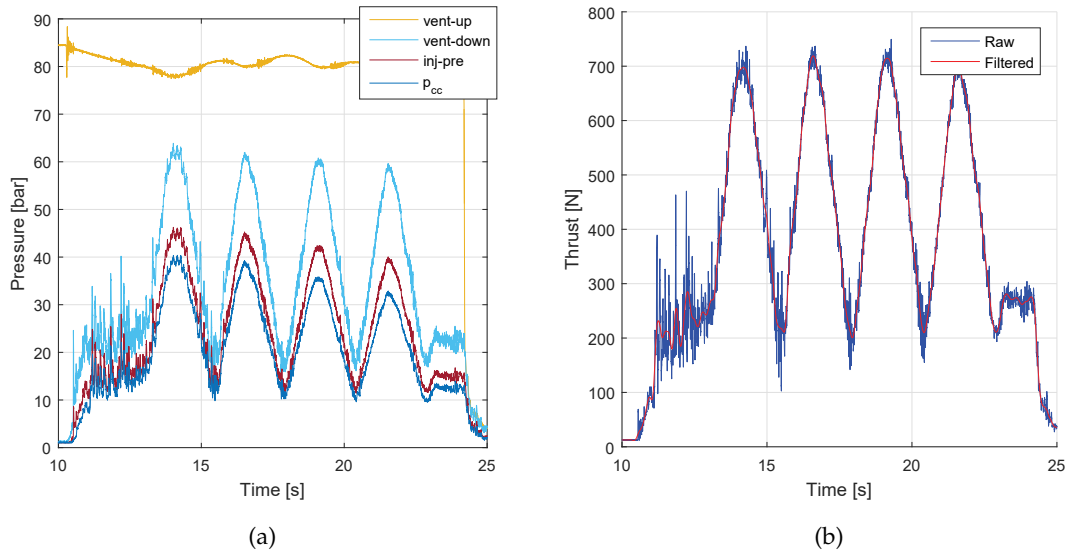 90
80
70
60
50
40
30
20
10
0
10
15
20
25
Pressure [bar]
Time [s]
vent-up
vent-down
inj-pre
p_cc
(a)
800
700
600
500
400
300
200
100
0
10
15
20
25
Thrust [N]
Time [s]
Raw
Filtered
(b)